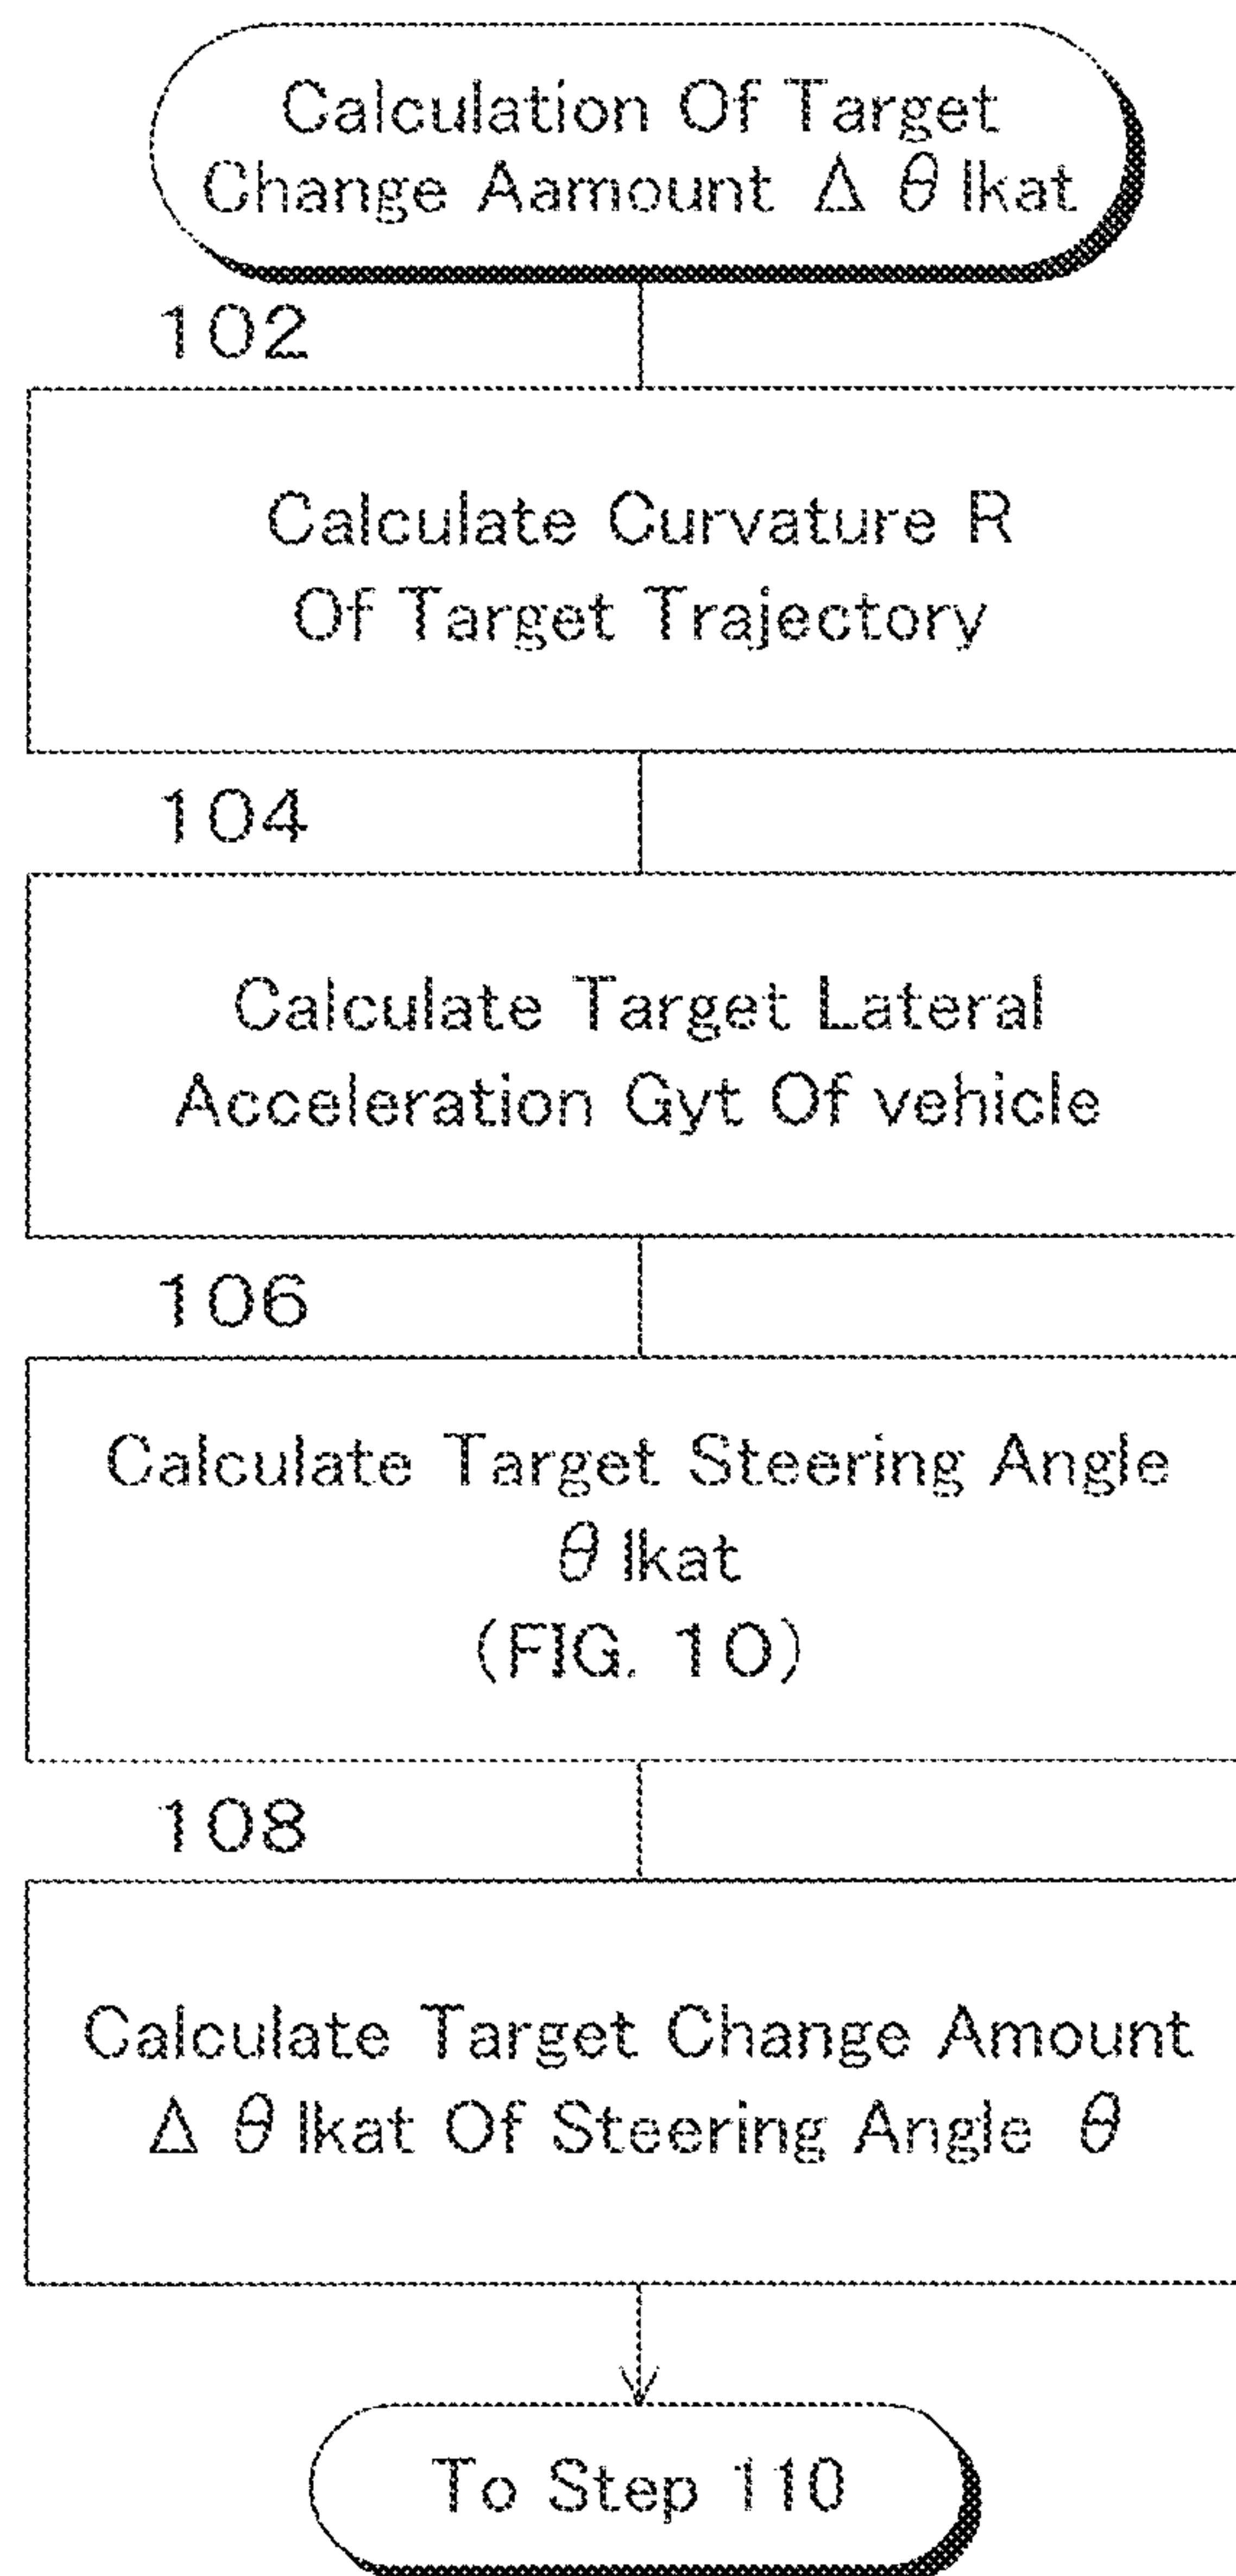 Calculation Of Target
Change Aamount Δ θ lkat
102
Calculate Curvature R
Of Target Trajectory
104
Calculate Target Lateral
Acceleration Gyt Of vehicle
106
Calculate Target Steering Angle
θ lkat
(FIG. 10)
108
Calculate Target Change Amount
Δ θ lkat Of Steering Angle θ
To Step 110